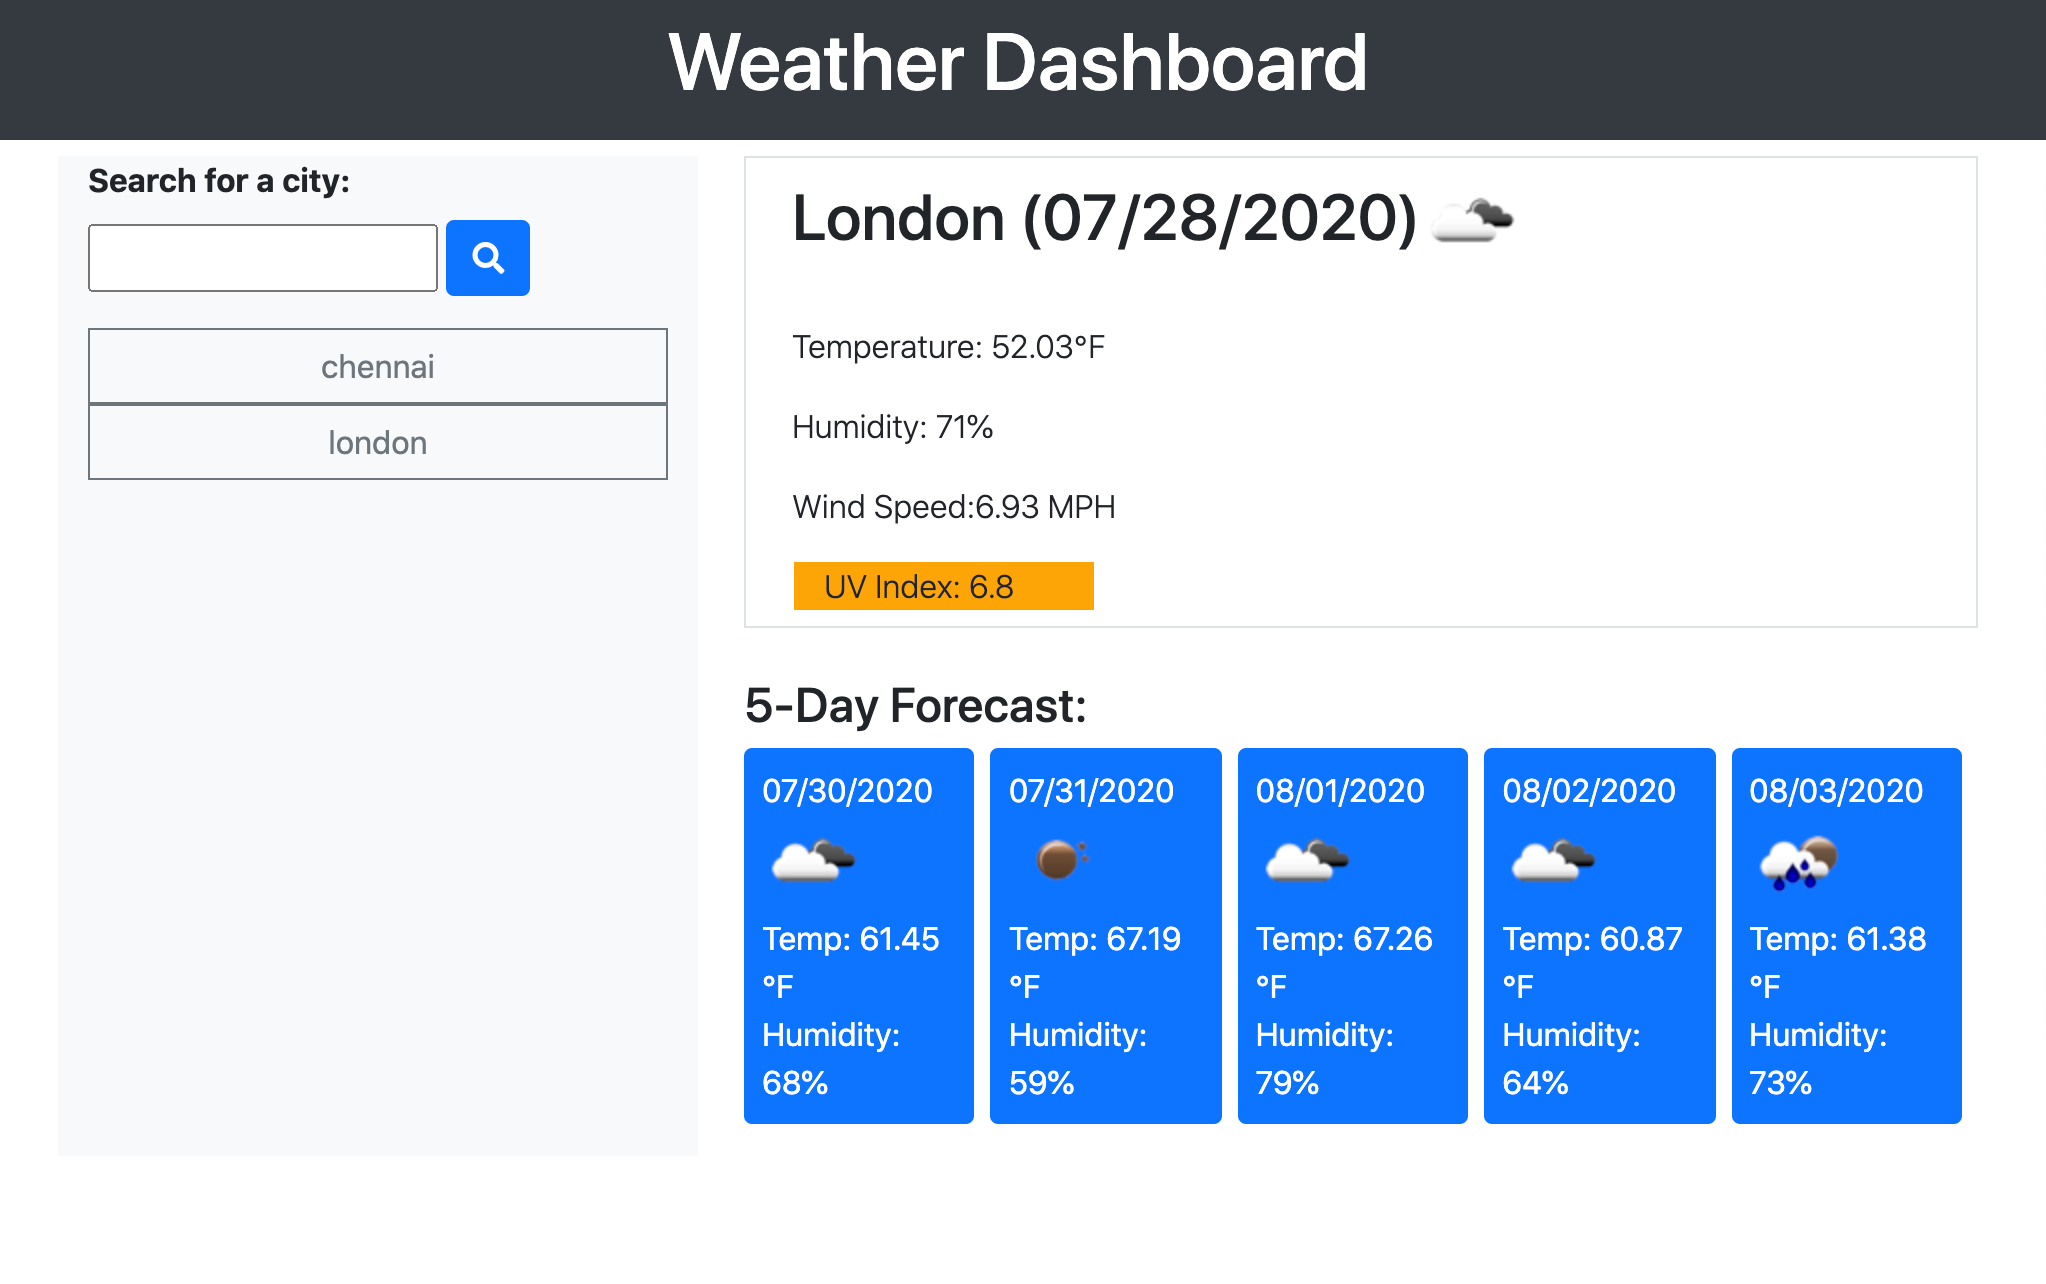 Weather Dashboard
Search for a city:
chennai
london
London (07/28/2020)
Temperature: 52.03°F
Humidity: 71%
Wind Speed:6.93 MPH
UV Index: 6.8
5-Day Forecast:
07/30/2020
Temp: 61.45
°F
Humidity:
68%
07/31/2020
Temp: 67.19
°F
Humidity:
59%
08/01/2020
Temp: 67.26
°F
Humidity:
79%
08/02/2020
Temp: 60.87
°F
Humidity:
64%
08/03/2020
Temp: 61.38
°F
Humidity:
73%